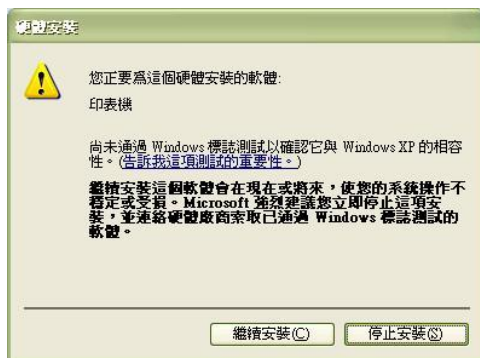 硬體安裝
您正要為這個硬體安裝的軟體:
印表機
尚未通過 Windows 標誌測試以確認它與 Windows XP 的相容
性。(告訴我這項測試的重要性。)
繼續安裝這個軟體會在現在或將來，使您的系統操作不
穩定或受損。Microsoft 強烈建議您立即停止這項安
裝，並連絡硬體廠商索取已通過 Windows 標誌測試的
軟體。
繼續安裝(C)
停止安裝(S)